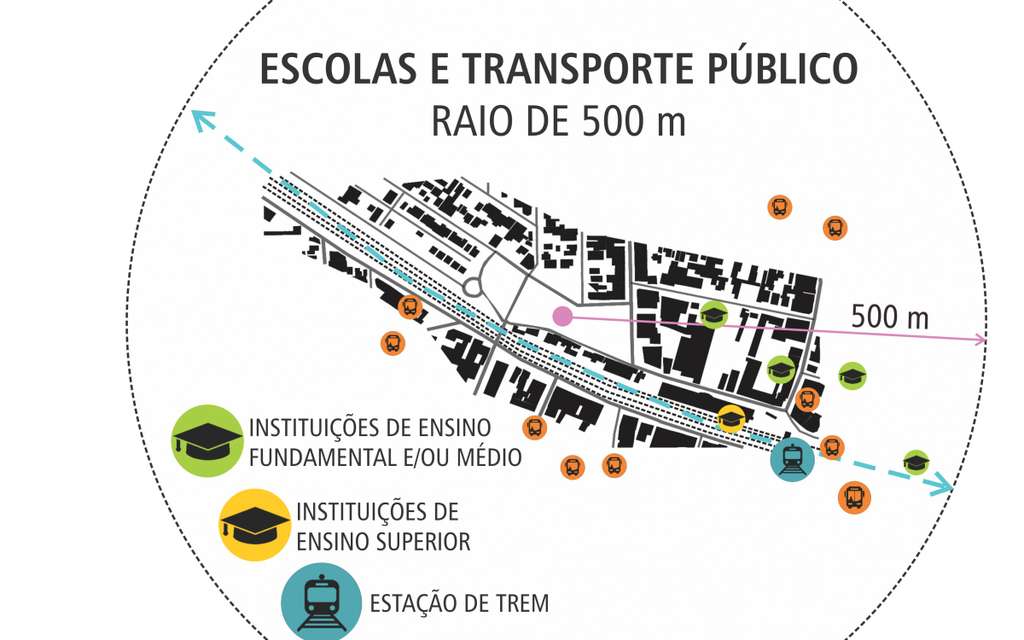 ESCOLAS E TRANSPORTE PÚBLICO
RAIO DE 500 m
500 m
INSTITUIÇÕES DE ENSINO
FUNDAMENTAL E/OU MÉDIO
INSTITUIÇÕES DE
ENSINO SUPERIOR
ESTAÇÃO DE TREM